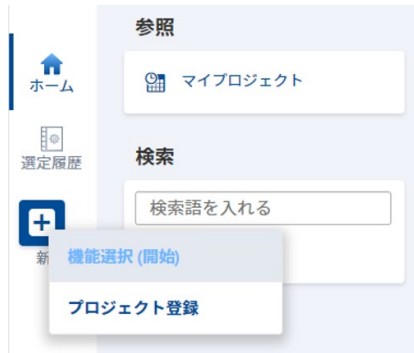 参照
ホーム
マイプロジェクト
選定履歴
検索
検索語を入れる
新
機能選択 (開始)
プロジェクト登録